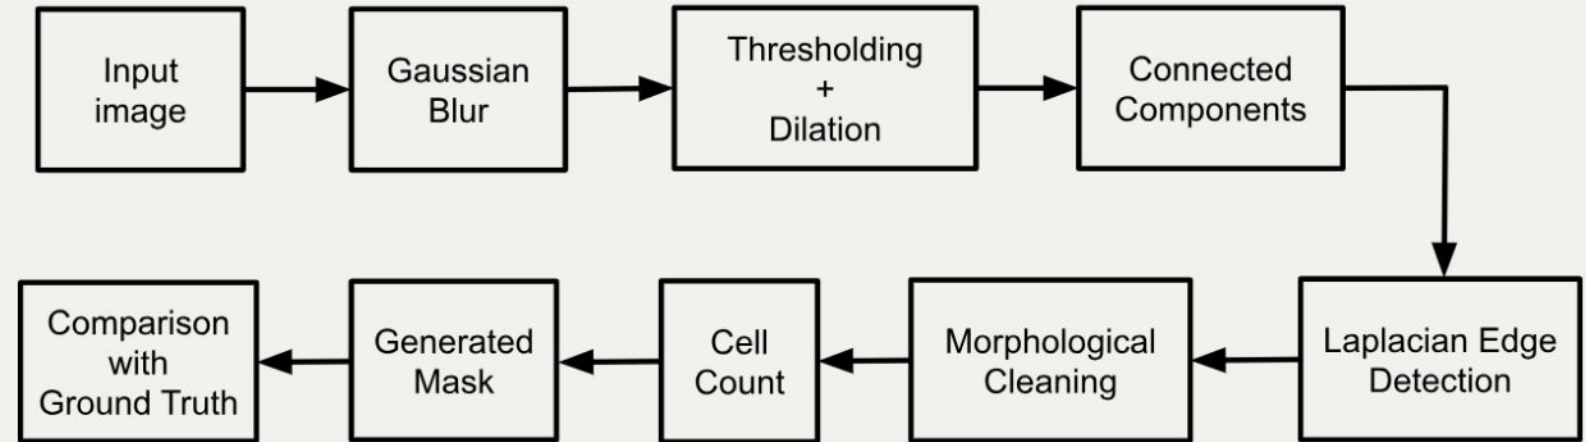 Input
image
Gaussian
Blur
Thresholding
+
Dilation
Connected
Components
Laplacian Edge
Detection
Morphological
Cleaning
Cell
Count
Generated
Mask
Comparison
with
Ground Truth